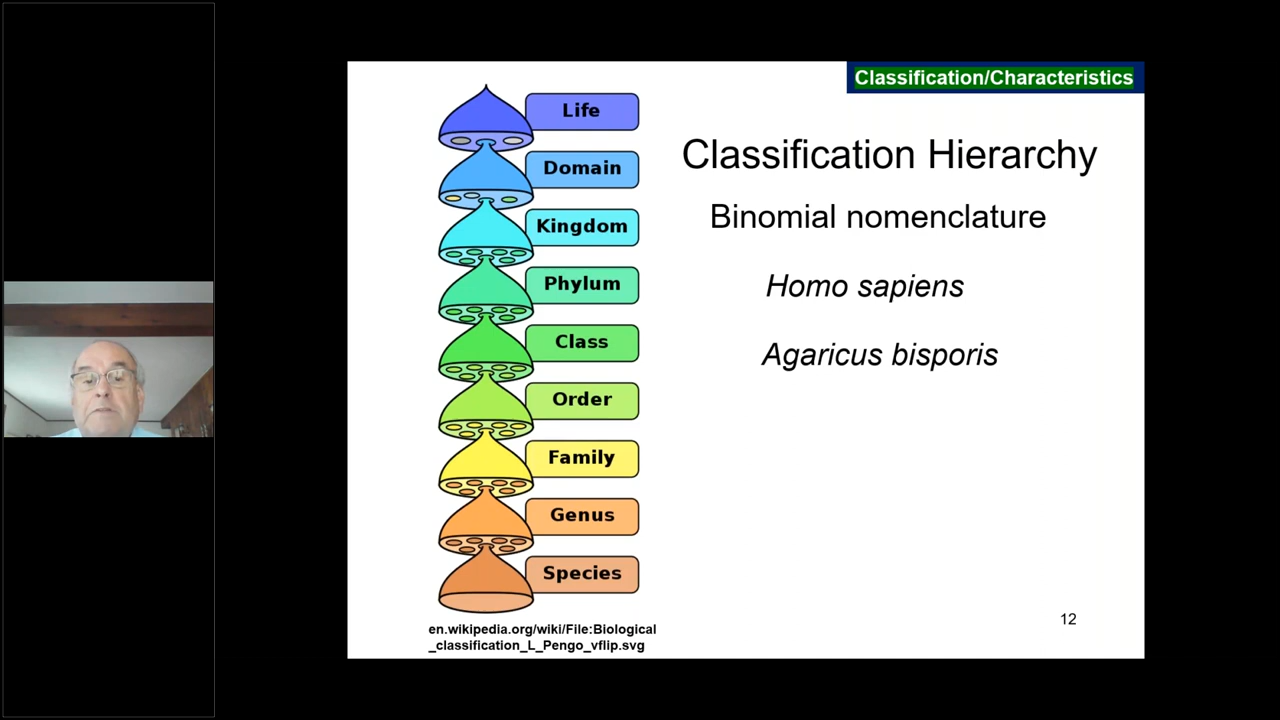 Classification/Characteristics
Life
Domain
Kingdom
Phylum
Class
Order
Family
Genus
Species
Classification Hierarchy
Binomial nomenclature
Homo sapiens
Agaricus bisporis
en.wikipedia.org/wiki/File:Biological
_classification_L_Pengo_vflip.svg
12